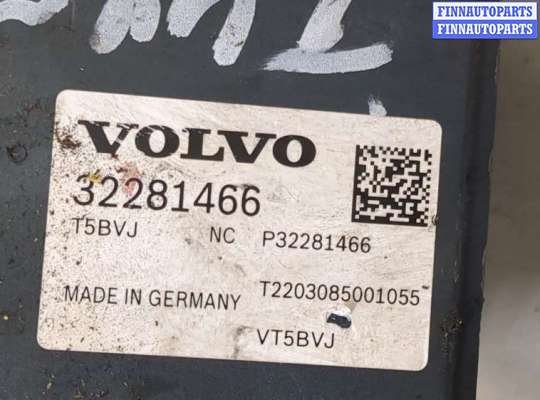 FINNAUTOPARTS
FINNAUTOPARTS
VOLVO
32281466
T5BVJ NC P32281466
MADE IN GERMANY T2203085001055
VT5BVJ